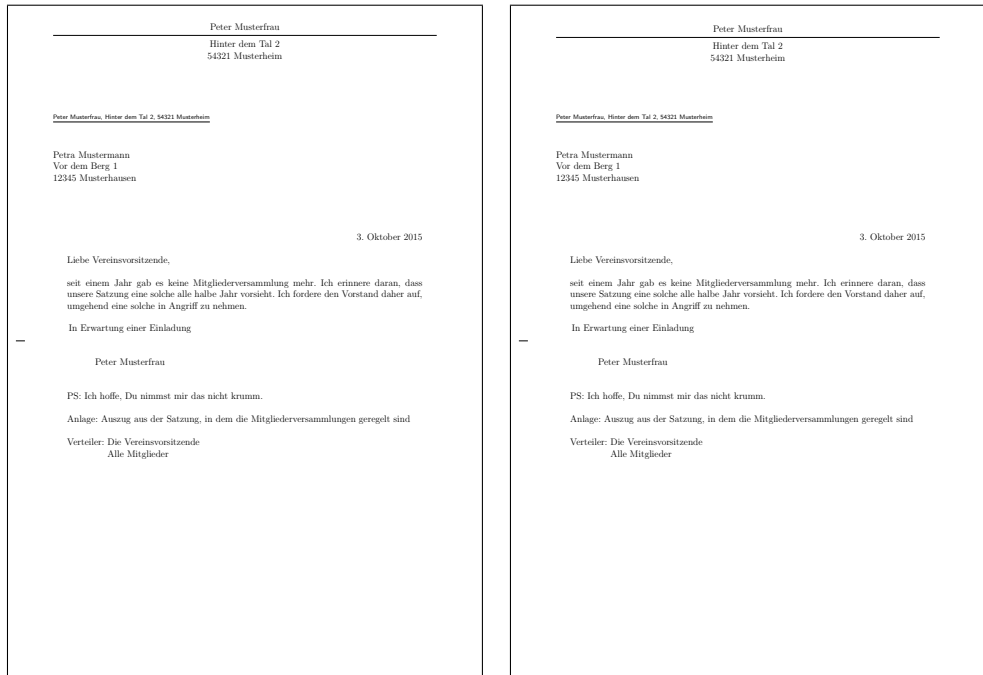 Peter Musterfrau
Hinter dem Tal 2
54321 Musterheim
Peter Musterfrau, Hinter dem Tal 2, 54321 Musterheim
Petra Mustermann
Vor dem Berg 1
12345 Musterhausen
3. Oktober 2015
Liebe Vereinsvorsitzende,
seit einem Jahr gab es keine Mitgliederversammlung mehr. Ich erinnere daran, dass
unsere Satzung eine solche alle halbe Jahr vorsieht. Ich fordere den Vorstand daher auf,
umgehend eine solche in Angriff zu nehmen.
In Erwartung einer Einladung
Peter Musterfrau
PS: Ich hoffe, Du nimmst mir das nicht krumm.
Anlage: Auszug aus der Satzung, in dem die Mitgliederversammlungen geregelt sind
Verteiler: Die Vereinsvorsitzende
Alle Mitglieder
Peter Musterfrau
Hinter dem Tal 2
54321 Musterheim
Peter Musterfrau, Hinter dem Tal 2, 54321 Musterheim
Petra Mustermann
Vor dem Berg 1
12345 Musterhausen
3. Oktober 2015
Liebe Vereinsvorsitzende,
seit einem Jahr gab es keine Mitgliederversammlung mehr. Ich erinnere daran, dass
unsere Satzung eine solche alle halbe Jahr vorsieht. Ich fordere den Vorstand daher auf,
umgehend eine solche in Angriff zu nehmen.
In Erwartung einer Einladung
Peter Musterfrau
PS: Ich hoffe, Du nimmst mir das nicht krumm.
Anlage: Auszug aus der Satzung, in dem die Mitgliederversammlungen geregelt sind
Verteiler: Die Vereinsvorsitzende
Alle Mitglieder